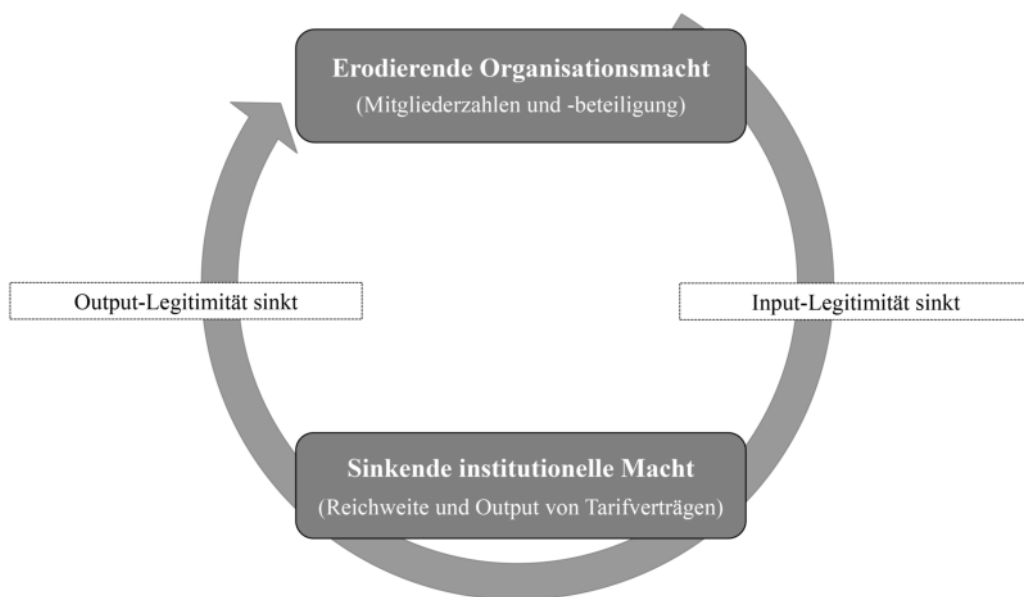 Erodierende Organisationsmacht
(Mitgliederzahlen und -beteiligung)
Output-Legitimität sinkt
Input-Legitimität sinkt
Sinkende institutionelle Macht
(Reichweite und Output von Tarifverträgen)